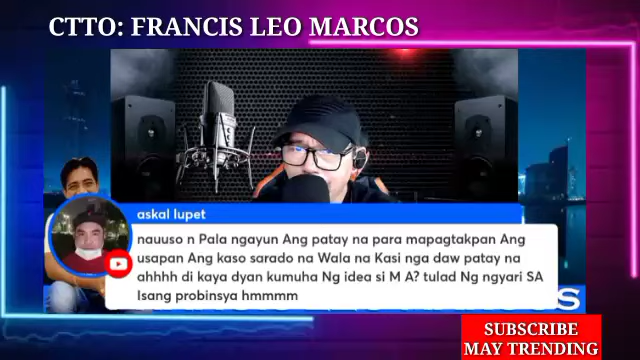 CTTO: FRANCIS LEO MARCOS
askal lupet
nauuso n Pala ngayun Ang patay na para mapagtakpan Ang
usapan Ang kaso sarado na Wala na Kasi nga daw patay na
ahhhh di kaya dyan kumuha Ng idea si M A? tulad Ng ngyari SA
Isang probinsya hmmmm
SUBSCRIBE
MAY TRENDING